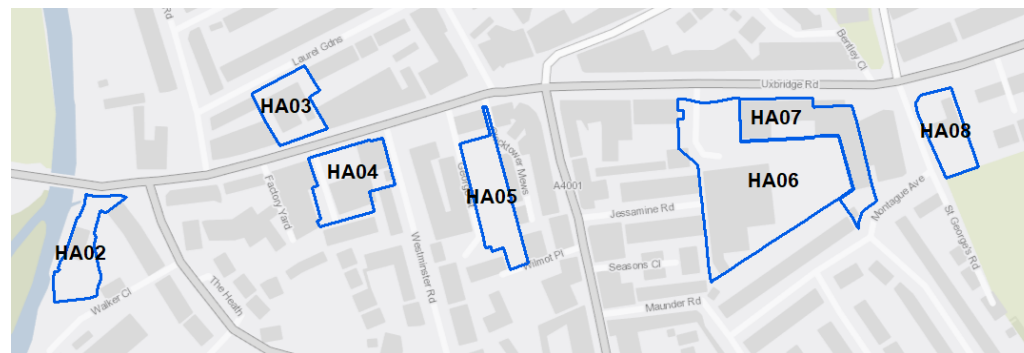 Rd
Laurel Gdns
Bentley Cl
Uxbridge Rd
HA03
HA07
HA08
HA04
HA06
HA05
Factory Yard
A4001
Jessamine Rd
Montague Ave
St George's Rd
HA02
Westminster Rd
Wilmot Pl
Seasons Cl
Walker Cl
The Heath
Maunder Rd